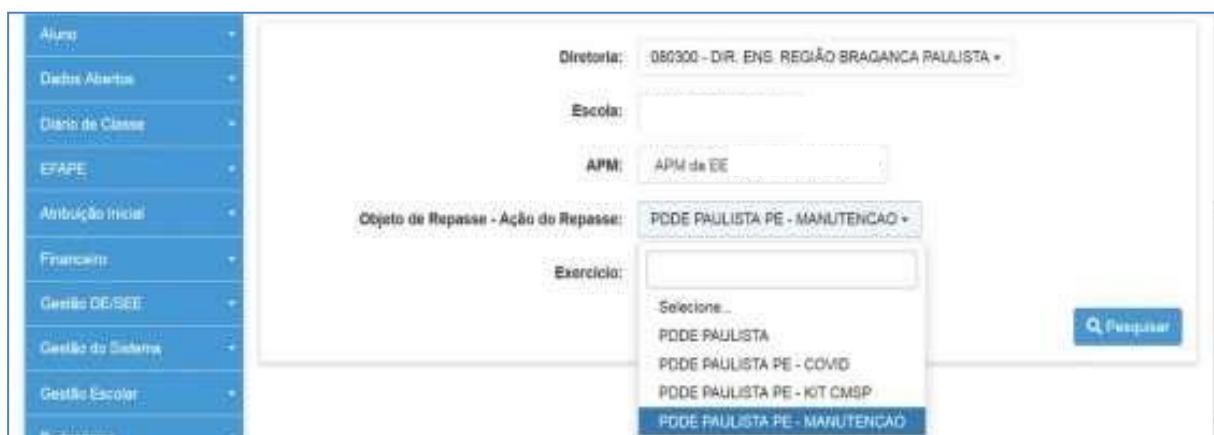 Aluno
Dados Abertos
Diário de Classe
EFAPE
Atribuição Inicial
Financeiro
Gestão DE/SEE
Gestão do Sistema
Gestão Escolar
Diretoria: 080300 - DIR. ENS. REGIÃO BRAGANCA PAULISTA
Escola:
APM: APM da EE
Objeto de Repasse - Ação do Repasse: PDDE PAULISTA PE - MANUTENCAO
Exercício:
Selecione...
PDDE PAULISTA
PDDE PAULISTA PE - COVID
PDDE PAULISTA PE - KIT CMSP
PDDE PAULISTA PE - MANUTENCAO
Pesquisar